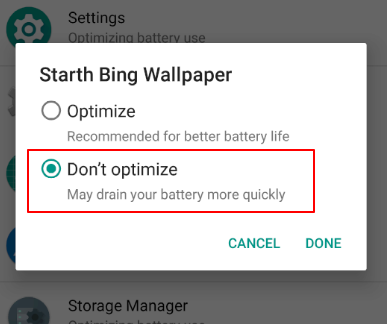 Settings
Optimizing battery use
Starth Bing Wallpaper
Optimize
Recommended for better battery life
Don't optimize
May drain your battery more quickly
CANCEL DONE
Storage Manager
Optimizing battery use